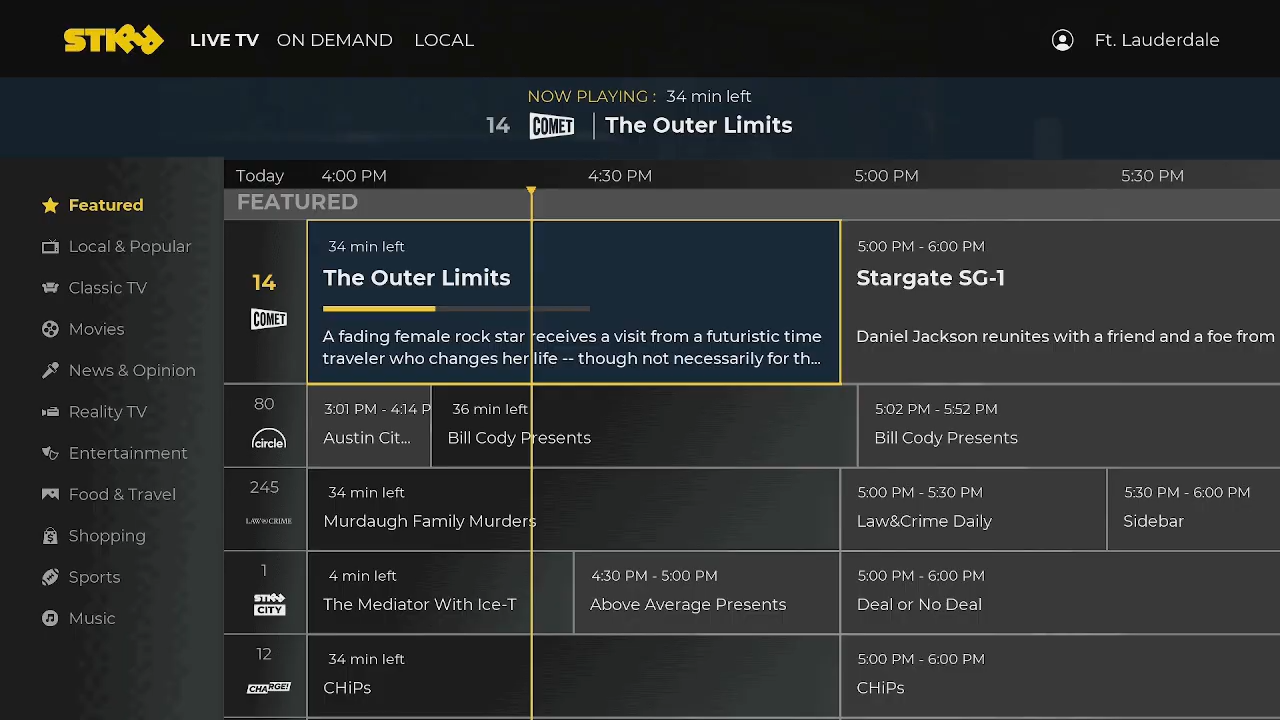 STIRR LIVE TV ON DEMAND LOCAL Ft. Lauderdale
NOW PLAYING : 34 min left
14 COMET The Outer Limits
Today 4:00 PM 4:30 PM 5:00 PM 5:30 PM
FEATURED
Featured
Local & Popular
Classic TV
Movies
News & Opinion
Reality TV
Entertainment
Food & Travel
Shopping
Sports
Music
14
COMET
34 min left
The Outer Limits
A fading female rock star receives a visit from a futuristic time
traveler who changes her life -- though not necessarily for th...
5:00 PM - 6:00 PM
Stargate SG-1
Daniel Jackson reunites with a friend and a foe from
80
circle
3:01 PM - 4:14 P
Austin Cit...
36 min left
Bill Cody Presents
5:02 PM - 5:52 PM
Bill Cody Presents
245
LAW&CRIME
34 min left
Murdaugh Family Murders
5:00 PM - 5:30 PM
Law&Crime Daily
5:30 PM - 6:00 PM
Sidebar
1
STIRR
CITY
4 min left
The Mediator With Ice-T
4:30 PM - 5:00 PM
Above Average Presents
5:00 PM - 6:00 PM
Deal or No Deal
12
CHARGE!
34 min left
CHiPs
5:00 PM - 6:00 PM
CHiPs